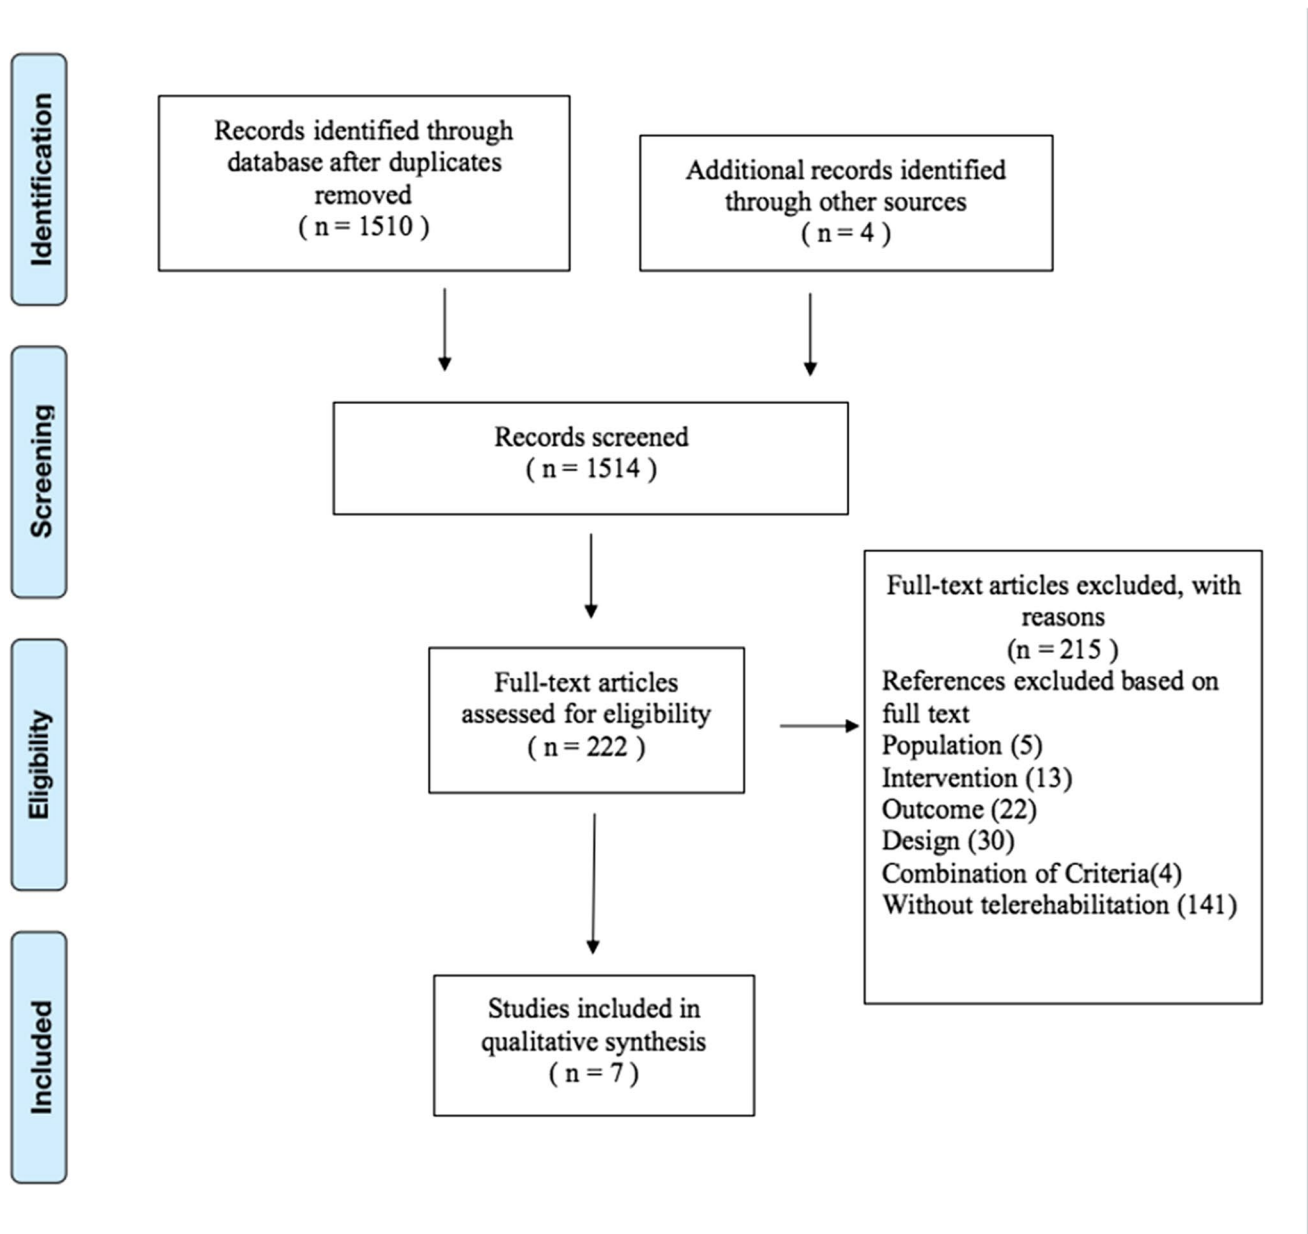 Identification
Records identified through
database after duplicates
removed
( n = 1510 )
Additional records identified
through other sources
( n = 4 )
Screening
Records screened
( n = 1514 )
Eligibility
Full-text articles
assessed for eligibility
( n = 222 )
Full-text articles excluded, with
reasons
(n = 215 )
References excluded based on
full text
Population (5)
Intervention (13)
Outcome (22)
Design (30)
Combination of Criteria(4)
Without telerehabilitation (141)
Included
Studies included in
qualitative synthesis
( n = 7 )